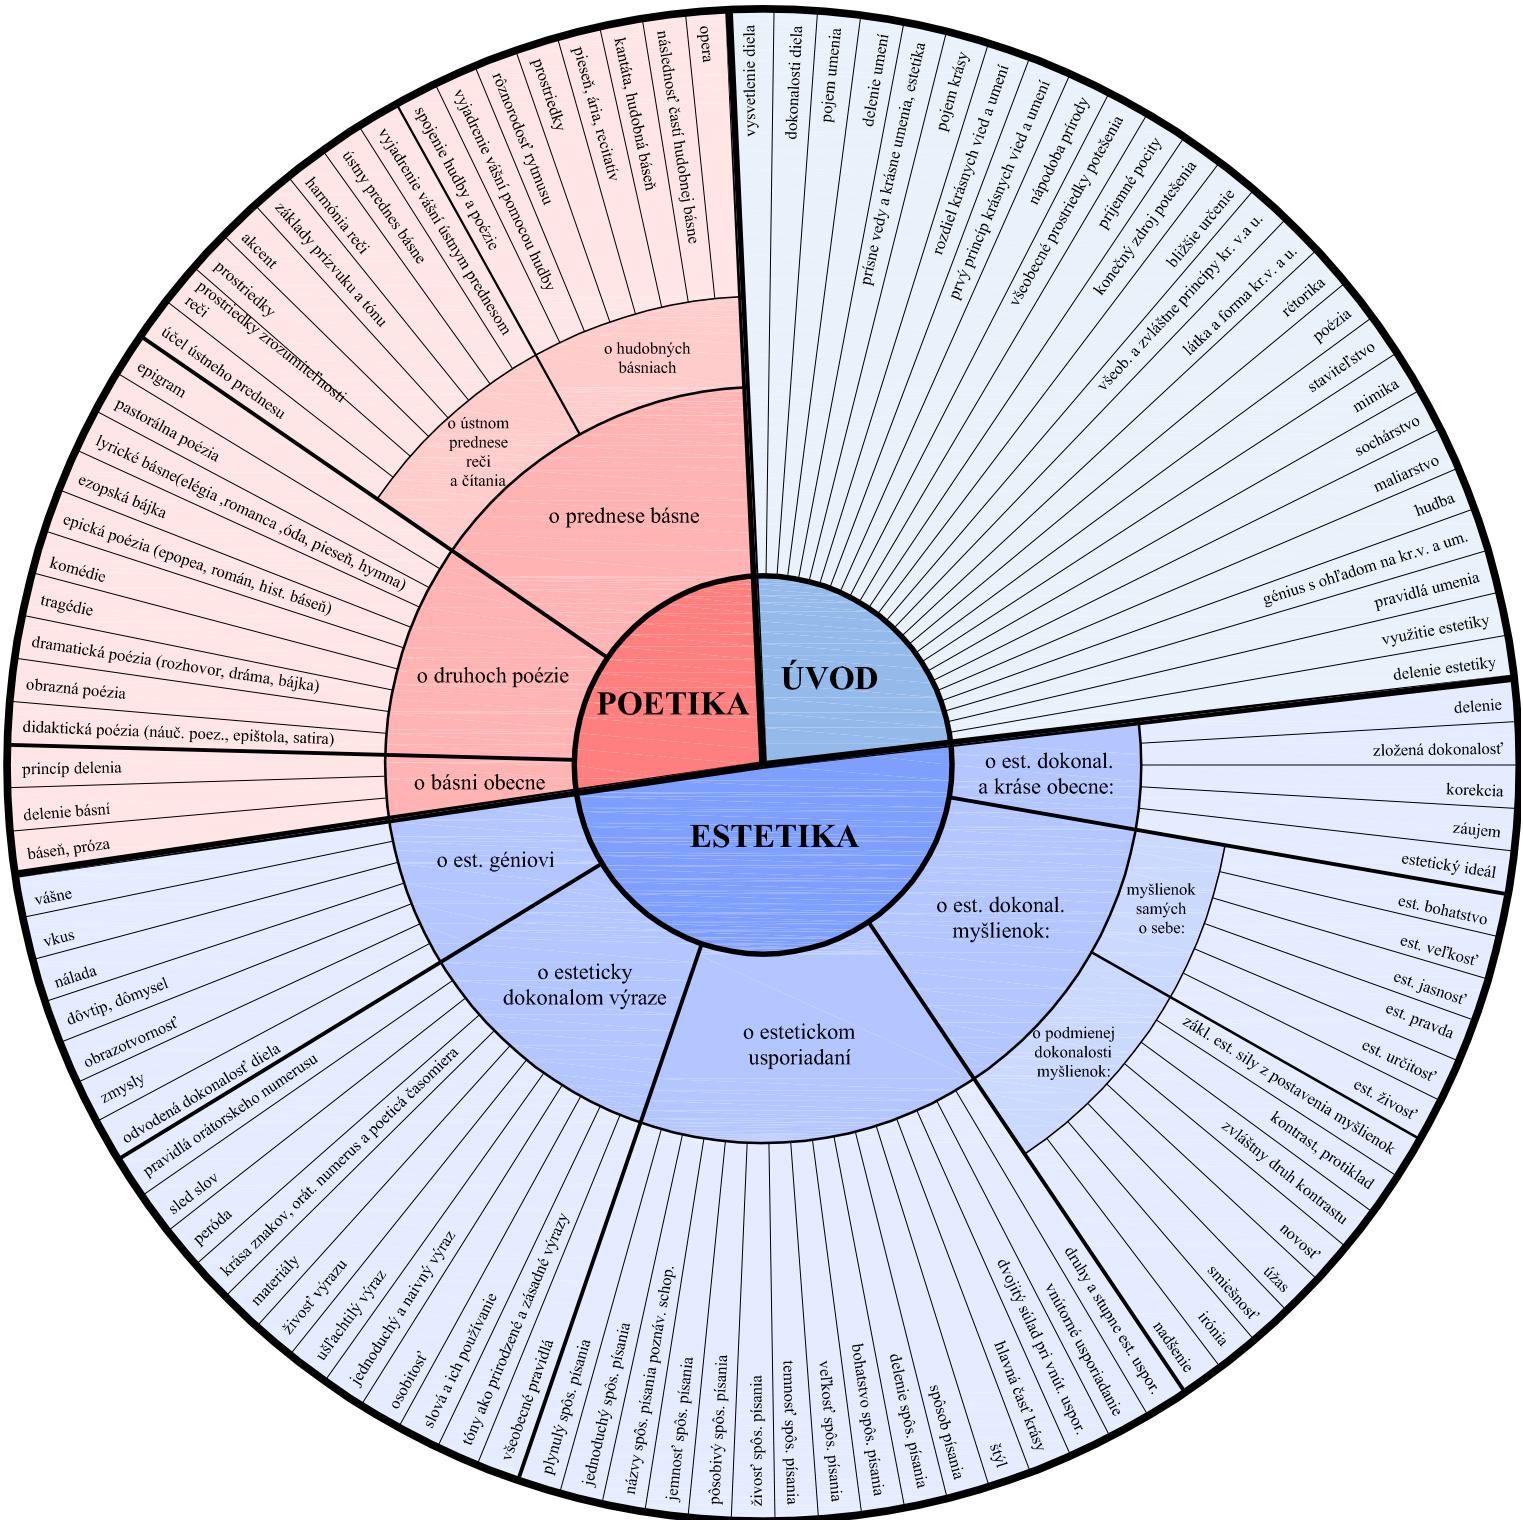 ÚVOD
vysvetlenie diela
dokonalosti diela
pojem umenia
delenie umení
prísne vedy a krásne umenia, estetika
pojem krásy
rozdiel krásnych vied a umení
prvý princíp krásnych vied a umení
nápodoba prírody
všeobecné prostriedky potešenia
príjemné pocity
konečný zdroj potešenia
bližšie určenie
všeob. a zvláštne princípy kr. v.a u.
látka a forma kr.v. a u.
rétorika
poézia
staviteľstvo
mimika
sochárstvo
maliarstvo
hudba
génius s ohľadom na kr.v. a um.
pravidlá umenia
využitie estetiky
delenie estetiky
ESTETIKA
o est. dokonal.
a kráse obecne:
delenie
zložená dokonalosť
korekcia
záujem
estetický ideál
o est. dokonal.
myšlienok:
myšlienok
samých
o sebe:
est. bohatstvo
est. veľkosť
est. jasnosť
est. pravda
est. určitosť
est. živosť
o podmienej
dokonalosti
myšlienok:
zákl. est. sily z postavenia myšlienok
kontrast, protiklad
zvláštny druh kontrastu
novosť
úžas
smiešnosť
irónia
nadšenie
o estetickom
usporiadaní
druhy a stupne est. uspor.
vnútorné usporiadanie
dvojitý súlad pri vnút. uspor.
hlavná časť krásy
štýl
spôsob písania
delenie spôs. písania
bohatstvo spôs. písania
veľkosť spôs. písania
temnosť spôs. písania
živosť spôs. písania
pôsobivý spôs. písania
jemnosť spôs. písania
názvy spôs. písania poznáv. schop.
jednoduchý spôs. písania
plynulý spôs. písania
o esteticky
dokonalom výraze
všeobecné pravidlá
tóny ako prirodzené a zásadné výrazy
slová a ich používanie
osobitosť
jednoduchý a naivný výraz
ušľachtilý výraz
živosť výrazu
materiály
krása znakov, orát. numerus a poetická časomiera
peróda
sled slov
pravidlá orátorskeho numerusu
o est. géniovi
odvodená dokonalosť diela
zmysly
obrazotvornosť
dôvtip, dômysel
nálada
vkus
vášne
POETIKA
o básni obecne
báseň, próza
delenie básní
princíp delenia
o druhoch poézie
didaktická poézia (náuč. poez., epištola, satira)
obrazná poézia
dramatická poézia (rozhovor, dráma, bájka)
tragédie
komédie
epická poézia (epopea, román, hist. báseň)
ezopská bájka
lyrické básne(elégia ,romanca ,óda, pieseň, hymna)
pastorálna poézia
epigram
o prednese básne
o ústnom
prednese
reči
a čítania
účel ústneho prednesu
prostriedky zrozumiteľnosti
reči
prostriedky
akcent
základy prízvuku a tónu
harmónia reči
ústny prednes básne
vyjadrenie vášní ústnym prednesom
o hudobných
básniach
spojenie hudby a poézie
vyjadrenie vášní pomocou hudby
rôznorodosť rytmusu
prostriedky
pieseň, ária, recitatív
kantáta, hudobná báseň
následnosť častí hudobnej básne
opera